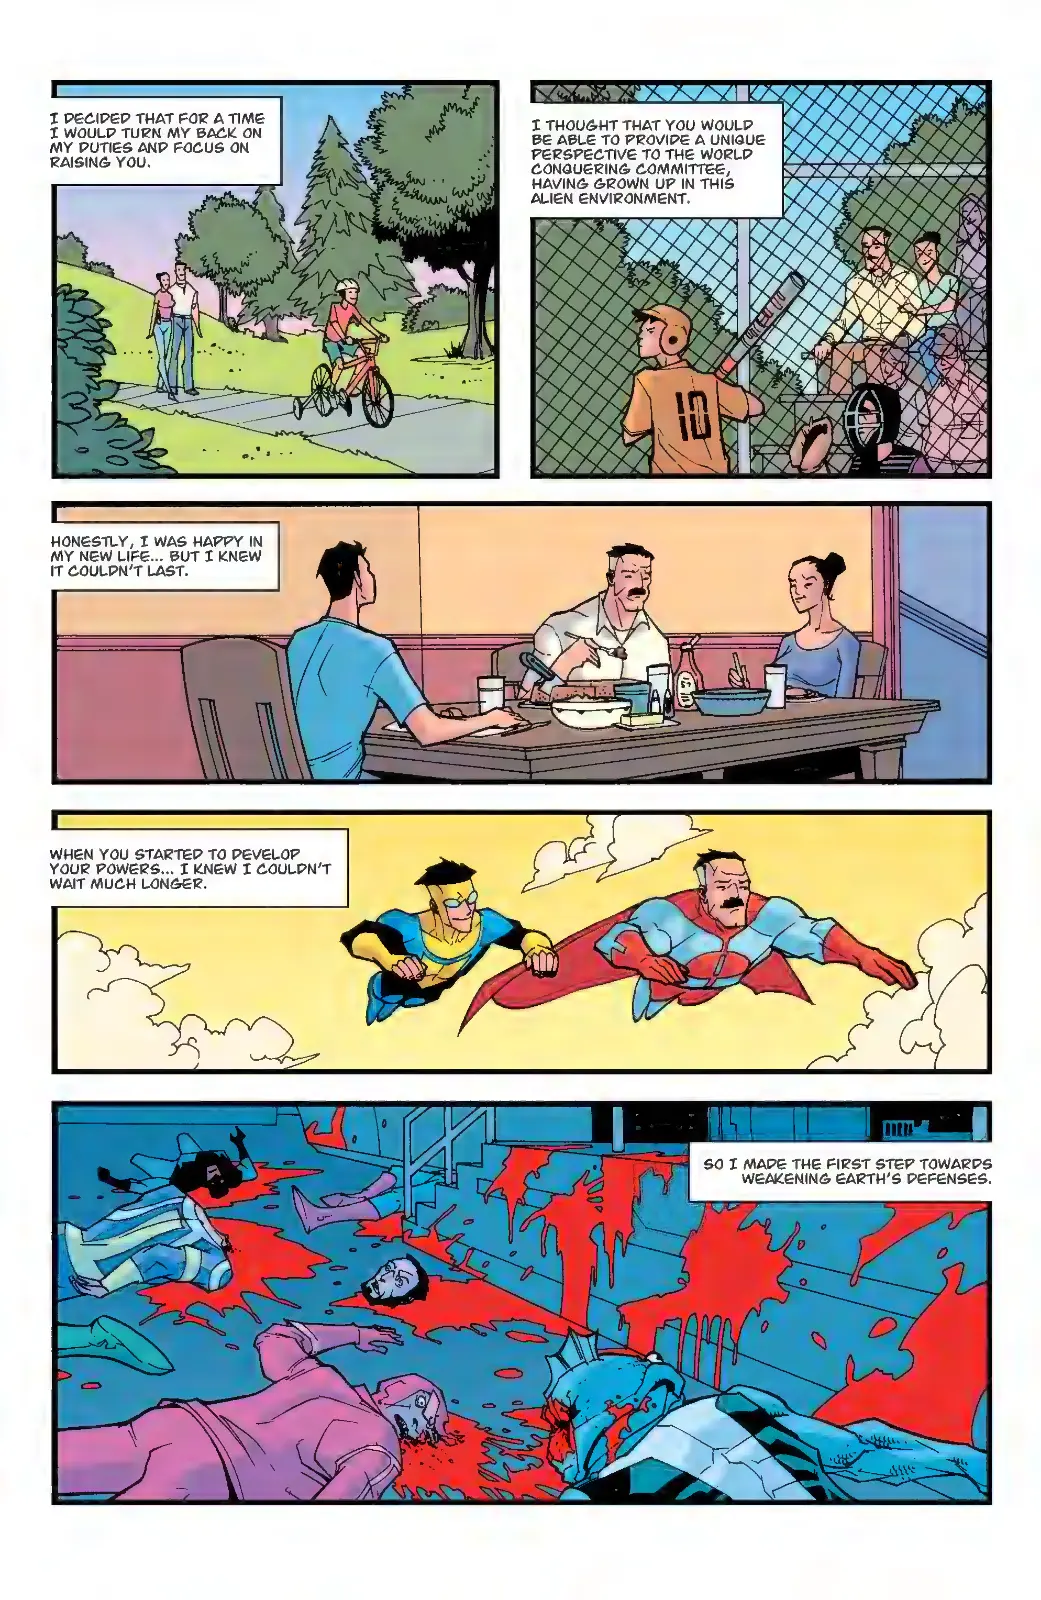 I DECIDED THAT FOR A TIME
I WOULD TURN MY BACK ON
MY DUTIES AND FOCUS ON
RAISING YOU.
I THOUGHT THAT YOU WOULD
BE ABLE TO PROVIDE A UNIQUE
PERSPECTIVE TO THE WORLD
CONQUERING COMMITTEE,
HAVING GROWN UP IN THIS
ALIEN ENVIRONMENT.
10
HONESTLY, I WAS HAPPY IN
MY NEW LIFE... BUT I KNEW
IT COULDN'T LAST.
WHEN YOU STARTED TO DEVELOP
YOUR POWERS... I KNEW I COULDN'T
WAIT MUCH LONGER.
SO I MADE THE FIRST STEP TOWARDS
WEAKENING EARTH'S DEFENSES.